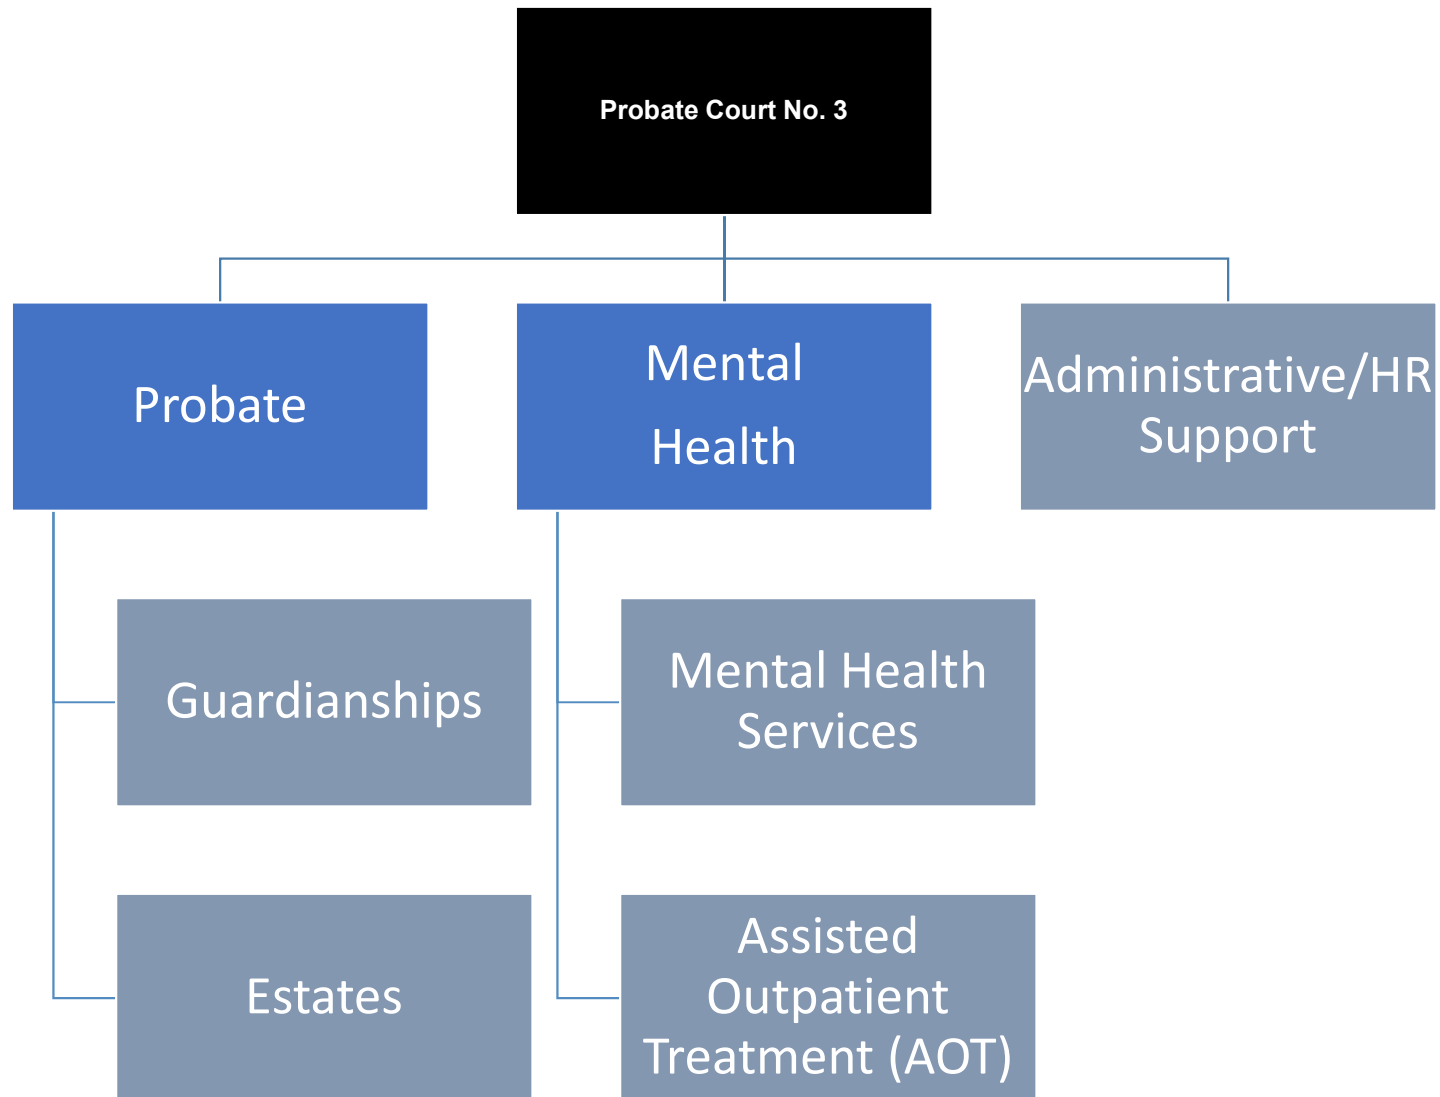 Probate Court No. 3
Probate
Mental
Health
Administrative/HR
Support
Guardianships
Mental Health
Services
Estates
Assisted
Outpatient
Treatment (AOT)